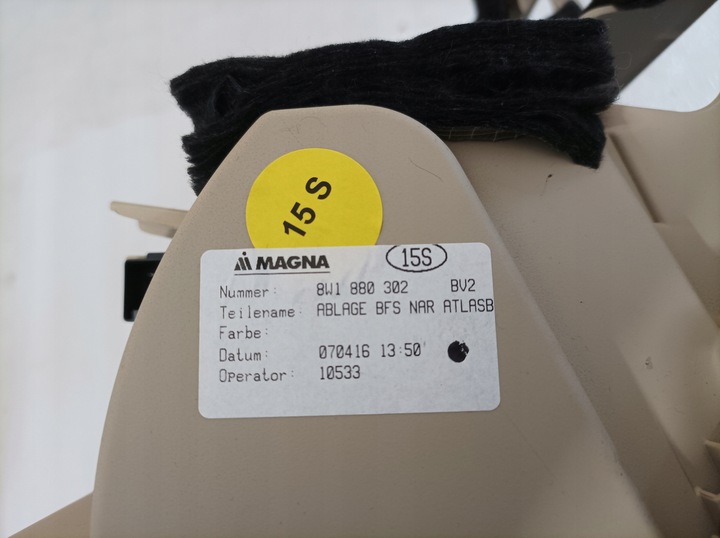 15 S
MAGNA 15S
Nummer: 8W1 880 302 BV2
Teilename: ABLAGE BFS NAR ATLASB
Farbe:
Datum: 070416 13:50
Operator: 10533